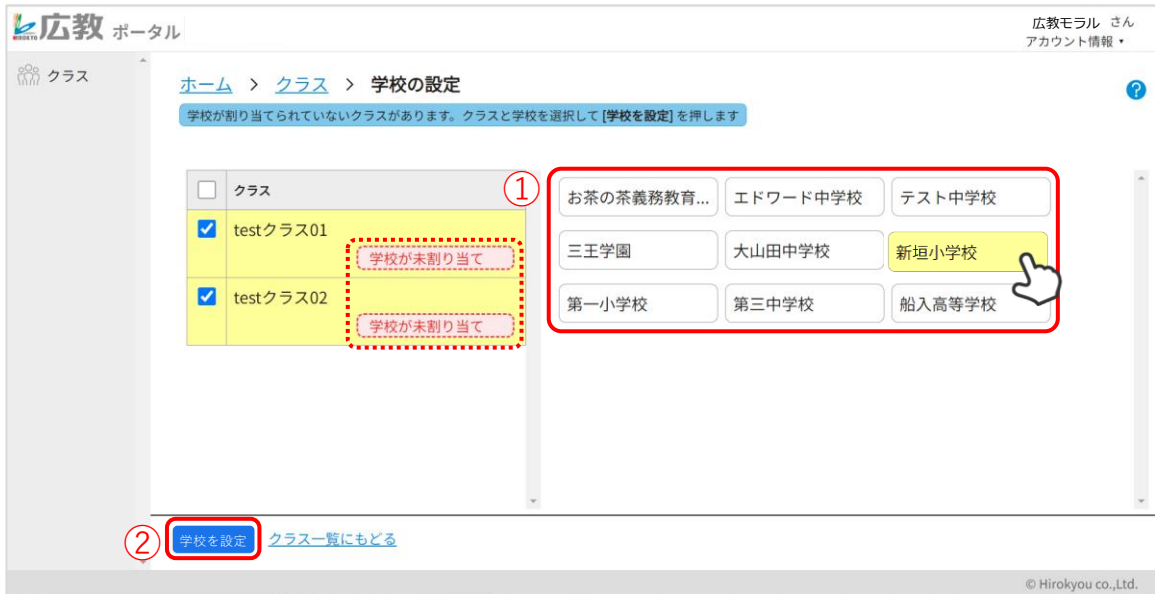 広教 ポータル
HIROKYO
広教モラル さん
アカウント情報 ▾
クラス
ホーム > クラス > 学校の設定
?
学校が割り当てられていないクラスがあります。クラスと学校を選択して [学校を設定] を押します
クラス
①
testクラス01
学校が未割り当て
testクラス02
学校が未割り当て
お茶の茶義務教育... エドワード中学校 テスト中学校
三王学園 大山田中学校 新垣小学校
第一小学校 第三中学校 船入高等学校
② 学校を設定 クラス一覧にもどる
© Hirokyou co.,Ltd.